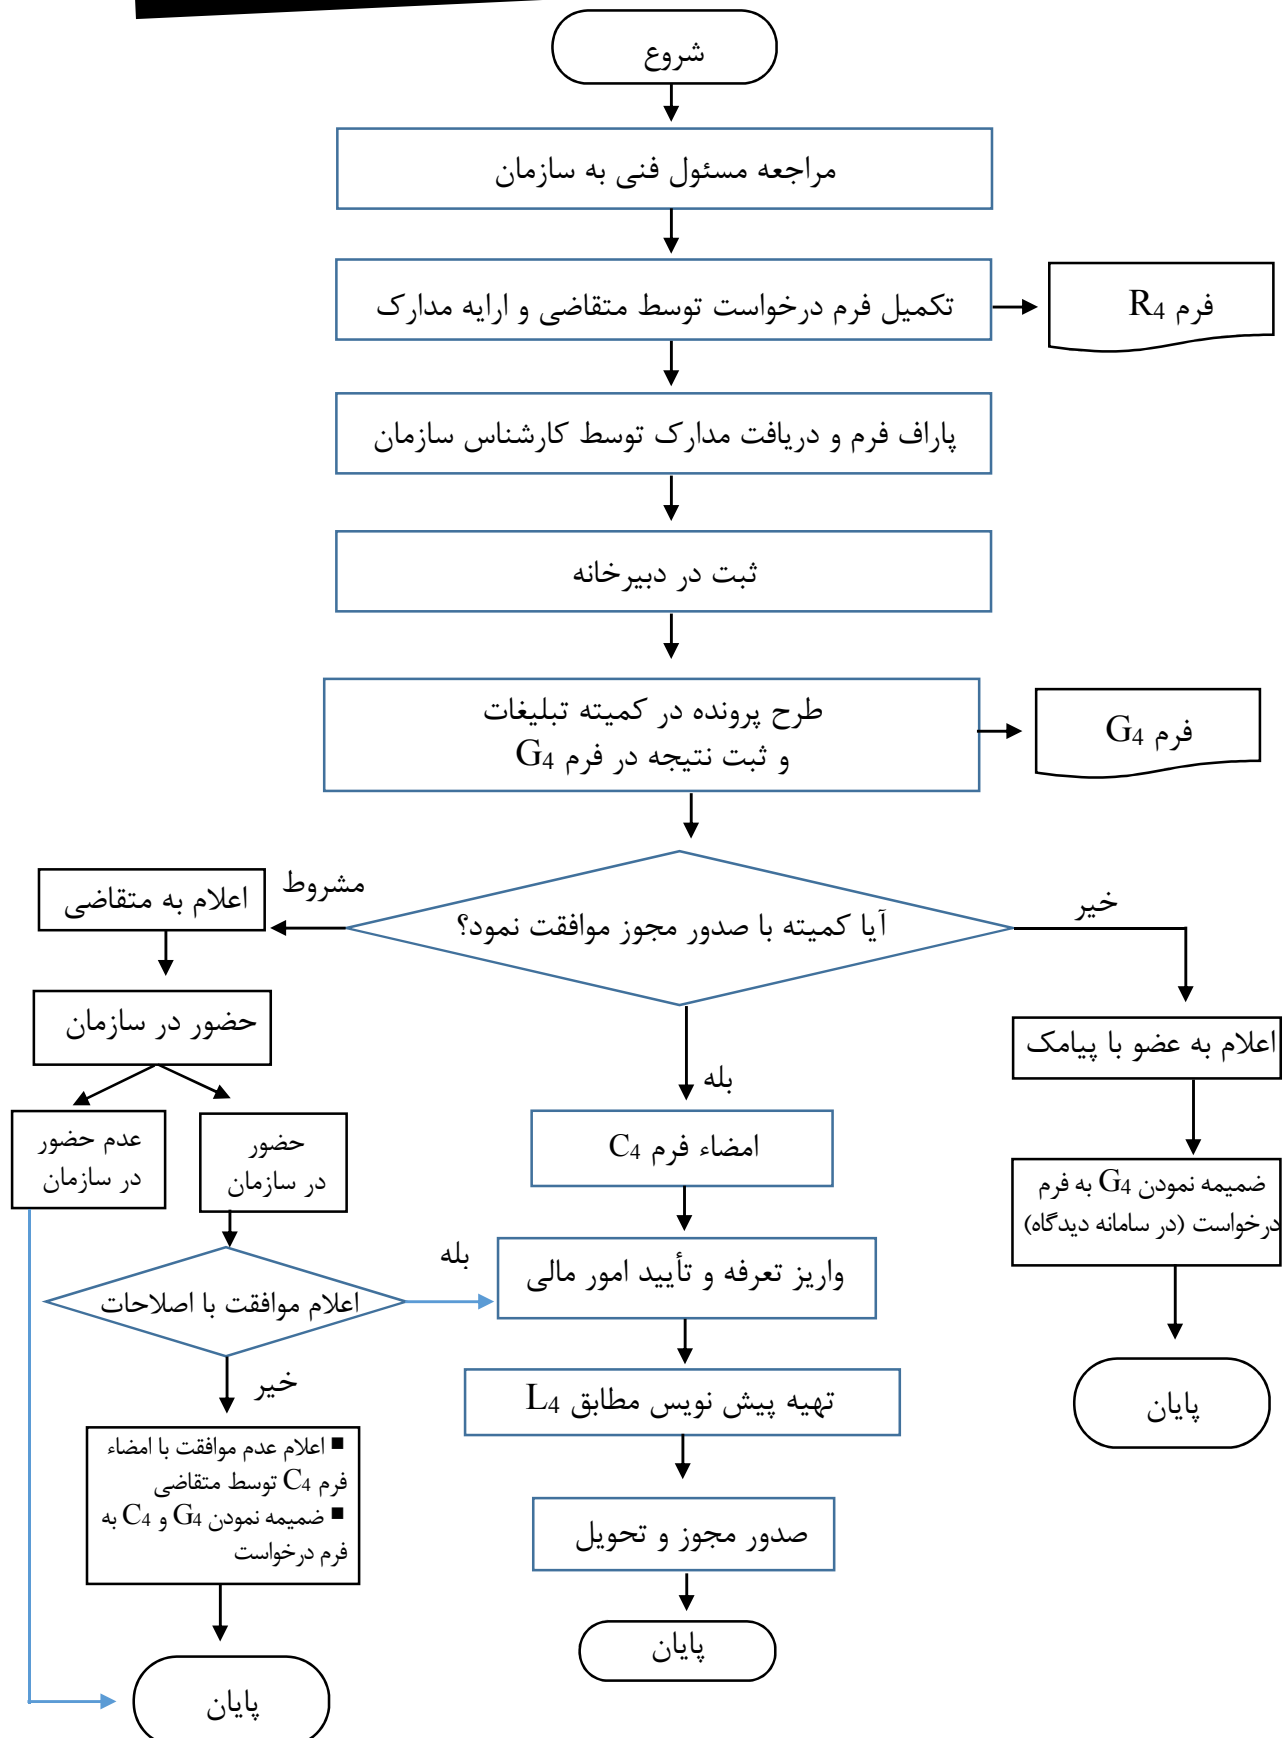 شروع
مراجعه مسئول فنی به سازمان
تکمیل فرم درخواست توسط متقاضی و ارایه مدارک
فرم R4
پاراف فرم و دریافت مدارک توسط کارشناس سازمان
ثبت در دبیرخانه
طرح پرونده در کمیته تبلیغات
و ثبت نتیجه در فرم G4
فرم G4
آیا کمیته با صدور مجوز موافقت نمود؟
خیر
اعلام به عضو با پیامک
ضمیمه نمودن G4 به فرم
درخواست (در سامانه دیدگاه)
پایان
بله
امضاء فرم C4
واریز تعرفه و تأیید امور مالی
تهیه پیش نویس مطابق L4
صدور مجوز و تحویل
پایان
مشروط
اعلام به متقاضی
حضور در سازمان
حضور
در سازمان
عدم حضور
در سازمان
اعلام موافقت با اصلاحات
بله
خیر
■ اعلام عدم موافقت با امضاء
فرم C4 توسط متقاضی
■ ضمیمه نمودن G4 و C4 به
فرم درخواست
پایان